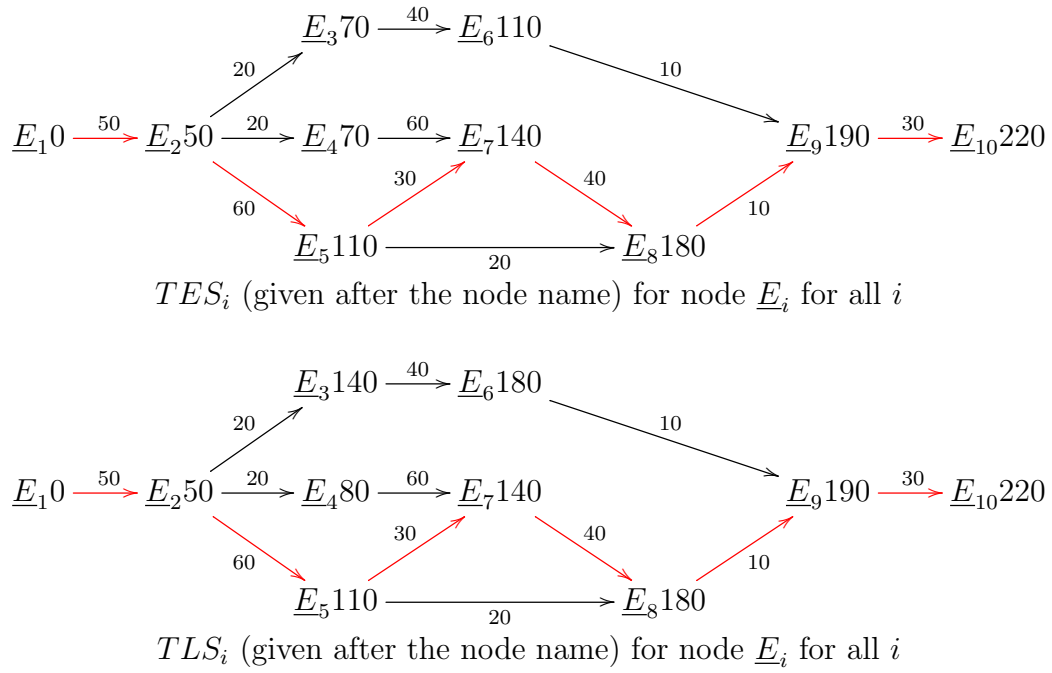 40
E₃70 E₆110
20 10
50 20 60 30
E₁0 E₂50 E₄70 E₇140 E₉190 E₁₀220
60 30 40 10
E₅110 E₈180
20
TESᵢ (given after the node name) for node Eᵢ for all i
40
E₃140 E₆180
20 10
50 20 60 30
E₁0 E₂50 E₄80 E₇140 E₉190 E₁₀220
60 30 40 10
E₅110 E₈180
20
TLSᵢ (given after the node name) for node Eᵢ for all i